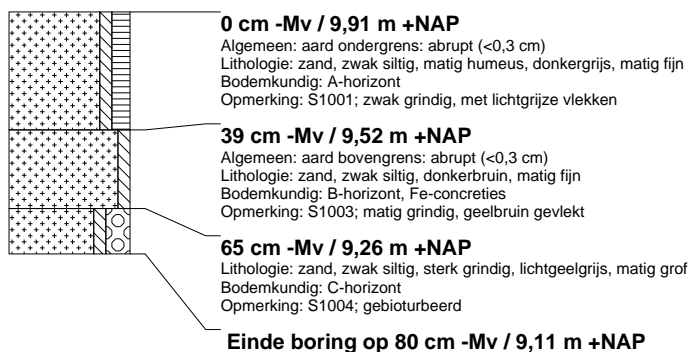 0 cm -Mv / 9,91 m +NAP
Algemeen: aard ondergrens: abrupt (<0,3 cm)
Lithologie: zand, zwak siltig, matig humeus, donkergrijs, matig fijn
Bodemkundig: A-horizont
Opmerking: S1001; zwak grindig, met lichtgrijze vlekken
39 cm -Mv / 9,52 m +NAP
Algemeen: aard bovengrens: abrupt (<0,3 cm)
Lithologie: zand, zwak siltig, donkerbruin, matig fijn
Bodemkundig: B-horizont, Fe-concreties
Opmerking: S1003; matig grindig, geelbruin gevlekt
65 cm -Mv / 9,26 m +NAP
Lithologie: zand, zwak siltig, sterk grindig, lichtgeelgrijs, matig grof
Bodemkundig: C-horizont
Opmerking: S1004; gebioturbeerd
Einde boring op 80 cm -Mv / 9,11 m +NAP